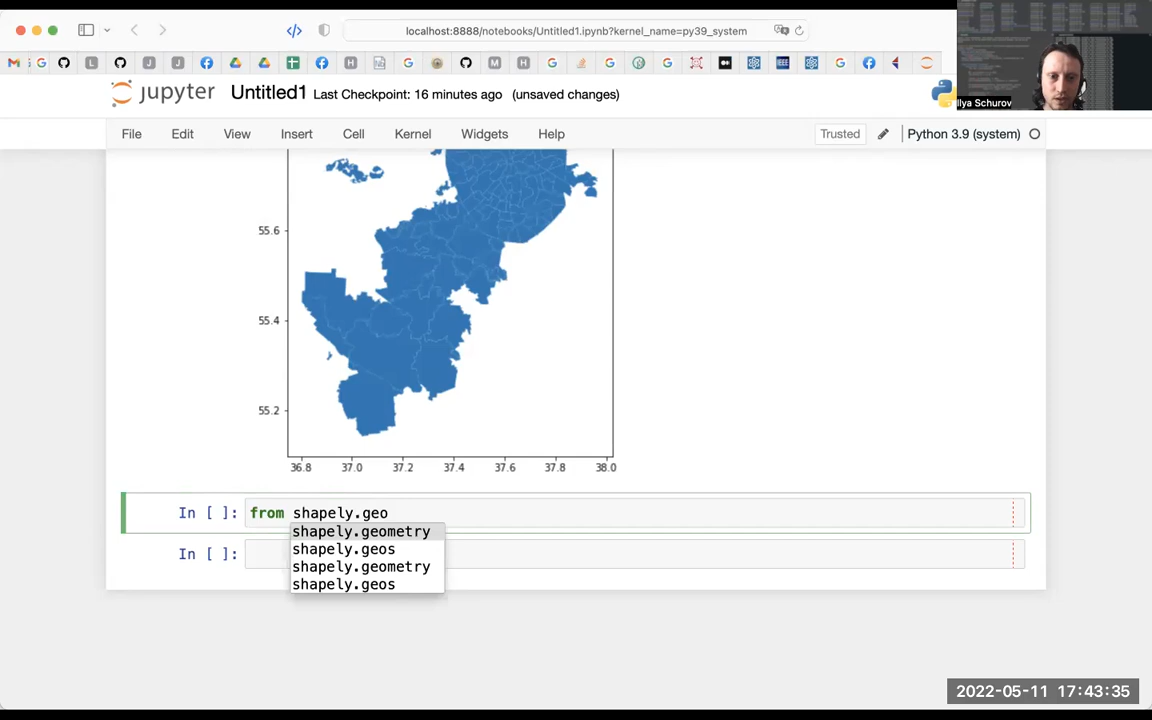 localhost:8888/notebooks/Untitled1.ipynb?kernel_name=py39_system
jupyter Untitled1 Last Checkpoint: 16 minutes ago (unsaved changes)
File Edit View Insert Cell Kernel Widgets Help Trusted Python 3.9 (system)
55.6
55.4
55.2
36.8 37.0 37.2 37.4 37.6 37.8 38.0
In [ ]: from shapely.geo
shapely.geometry
shapely.geos
shapely.geometry
shapely.geos
In [ ]:
Ilya Schurov
2022-05-11 17:43:35